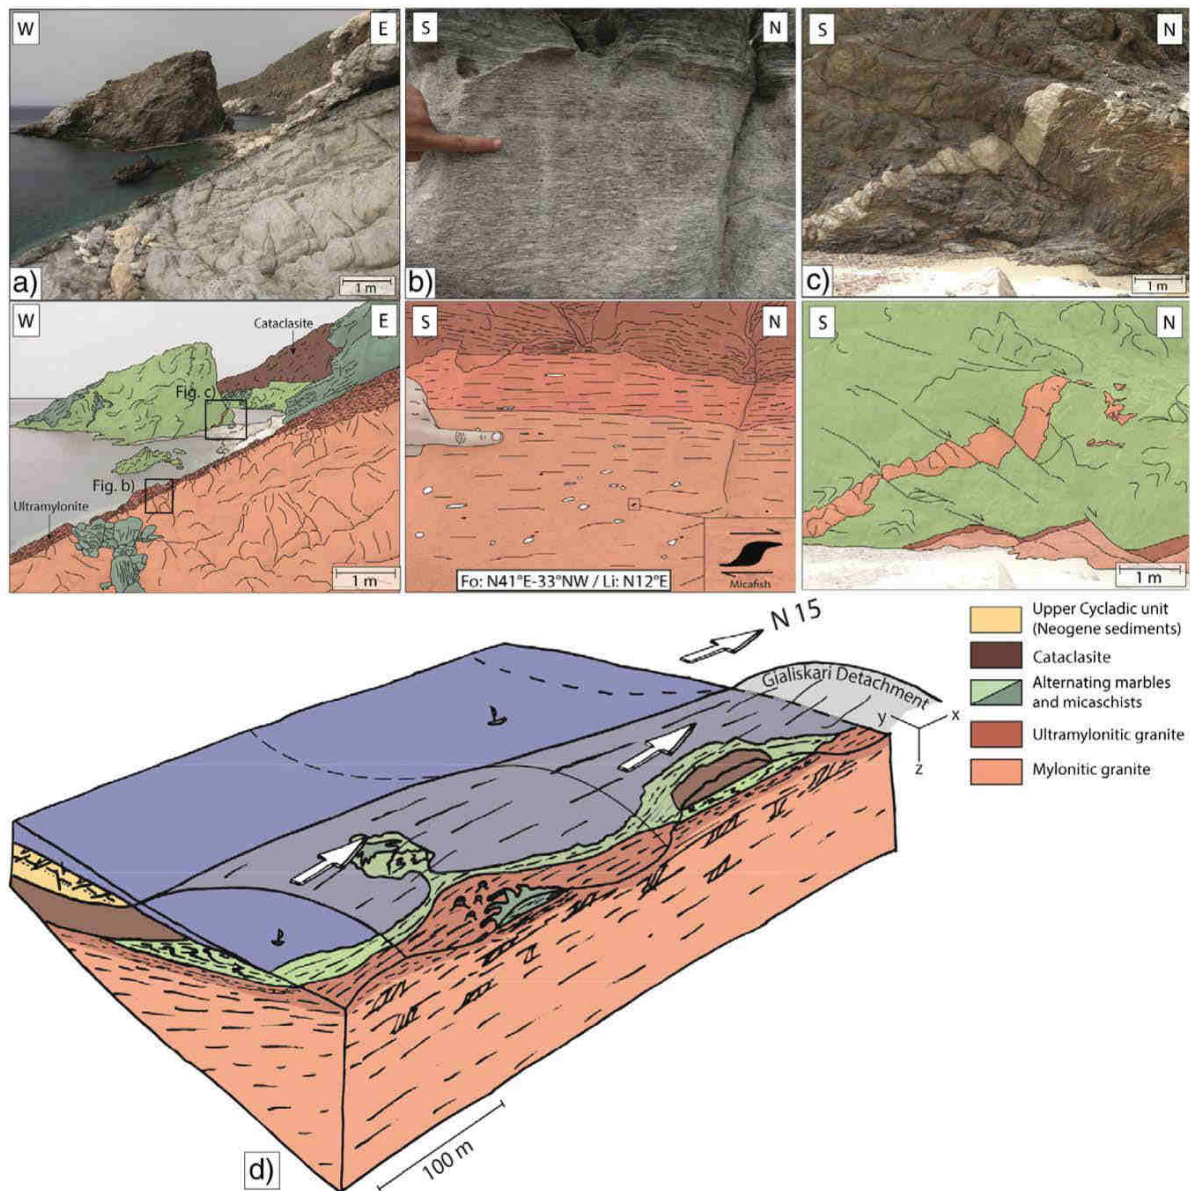 W
E
a)
1 m
S
N
b)
S
N
c)
1 m
W
E
Cataclasite
Fig. c)
Fig. b)
Ultramylonite
1 m
S
N
Fo: N41°E-33°NW / Li: N12°E
Micafish
S
N
1 m
N 15
Gialiskari Detachment
y
x
z
100 m
d)
Upper Cycladic unit
(Neogene sediments)
Cataclasite
Alternating marbles
and micaschists
Ultramylonitic granite
Mylonitic granite